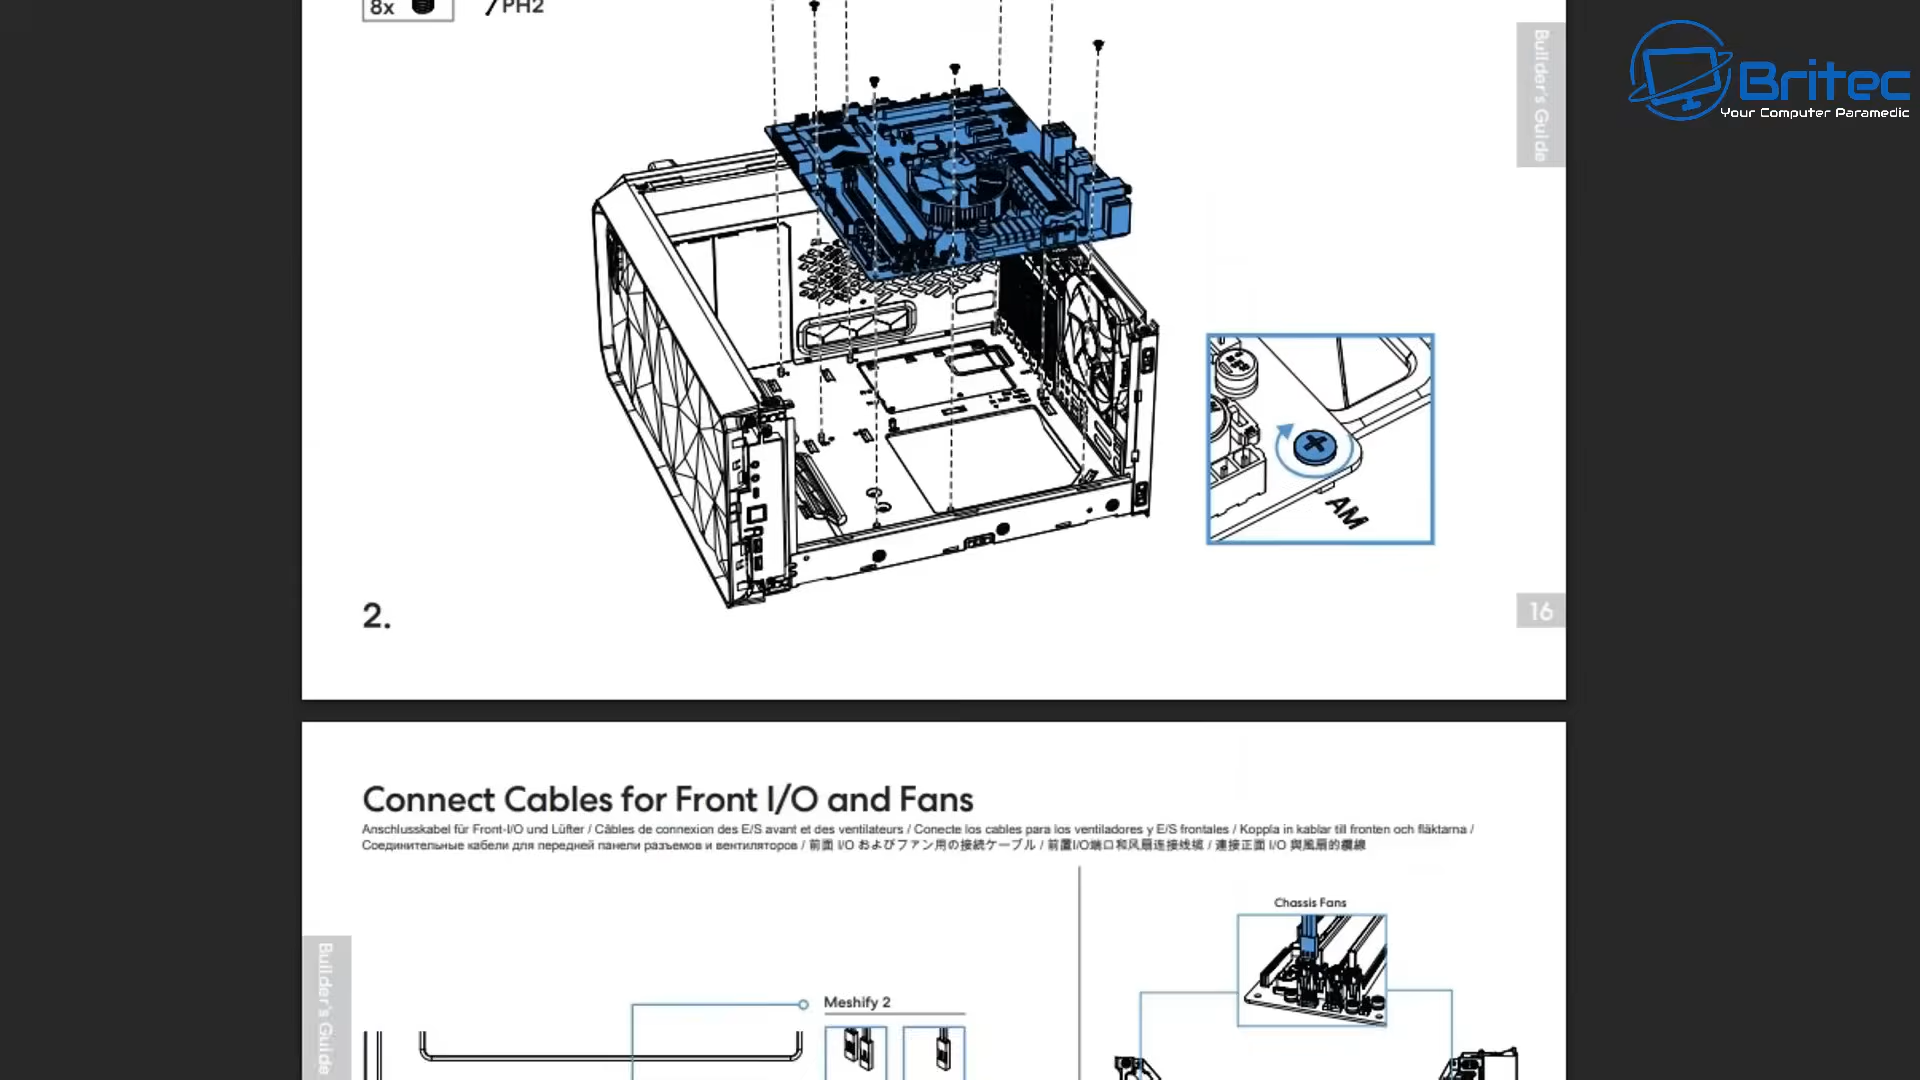 8x
PH2
Builder's Guide
Britec
Your Computer Paramedic
AM
2.
16
Connect Cables for Front I/O and Fans
Anschlusskabel für Front-I/O und Lüfter / Câbles de connexion des E/S avant et des ventilateurs / Conecte los cables para los ventiladores y E/S frontales / Koppla in kablar till fronten och fläktarna /
Соединительные кабели для передней панели разъемов и вентиляторов / 前面 I/O およびファン用の接続ケーブル / 前置I/O端口和风扇连接线缆 / 連接正面 I/O 與風扇的纜線
Chassis Fans
Builder's Guide
Meshify 2